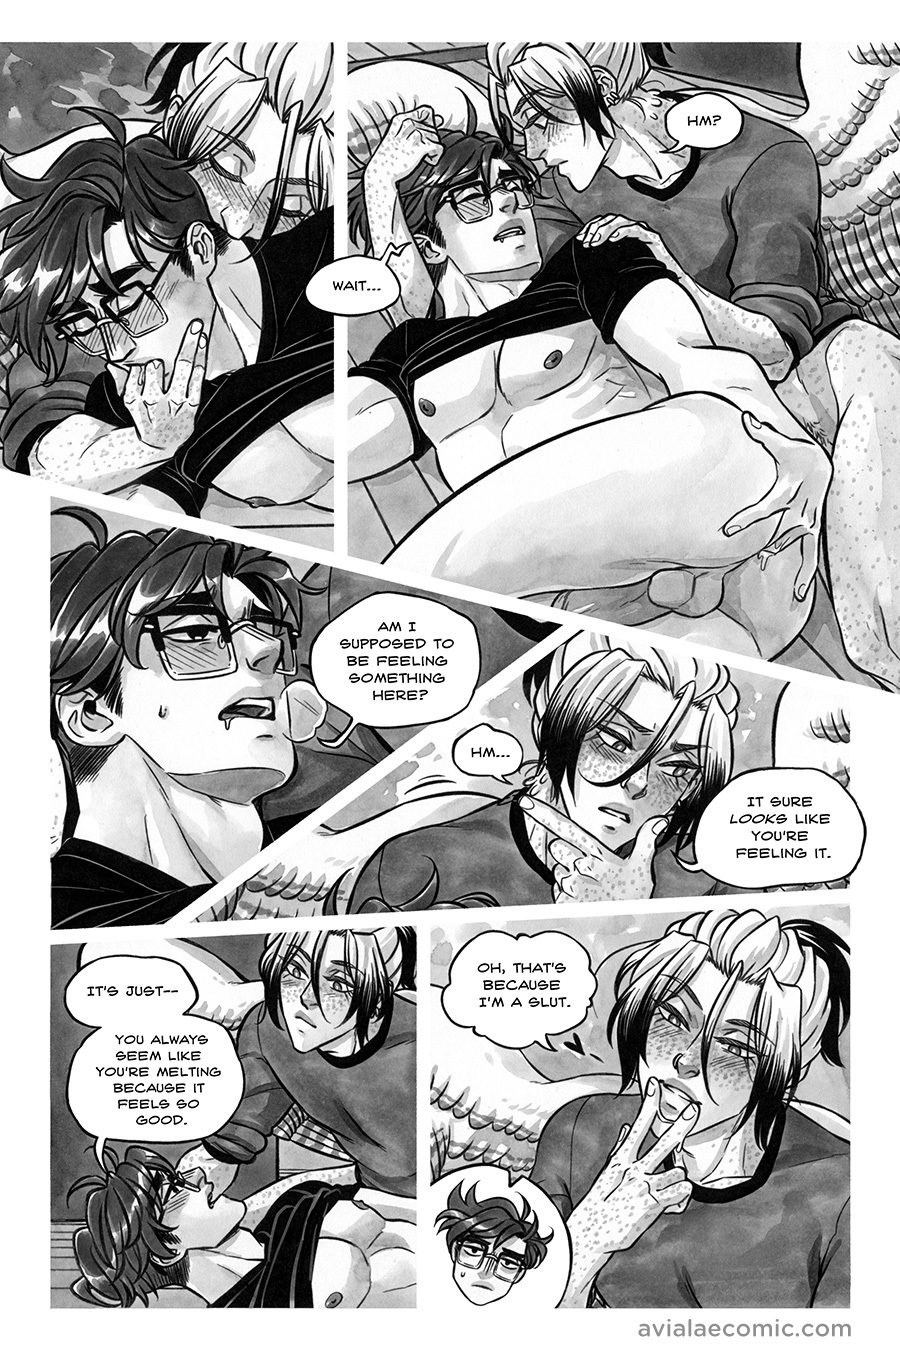 WAIT...
HM?
AM I
SUPPOSED TO
BE FEELING
SOMETHING
HERE?
HM...
IT SURE
LOOKS LIKE
YOU'RE
FEELING IT.
IT'S JUST--
YOU ALWAYS
SEEM LIKE
YOU'RE MELTING
BECAUSE IT
FEELS SO
GOOD.
OH, THAT'S
BECAUSE
I'M A SLUT.
avialaecomic.com